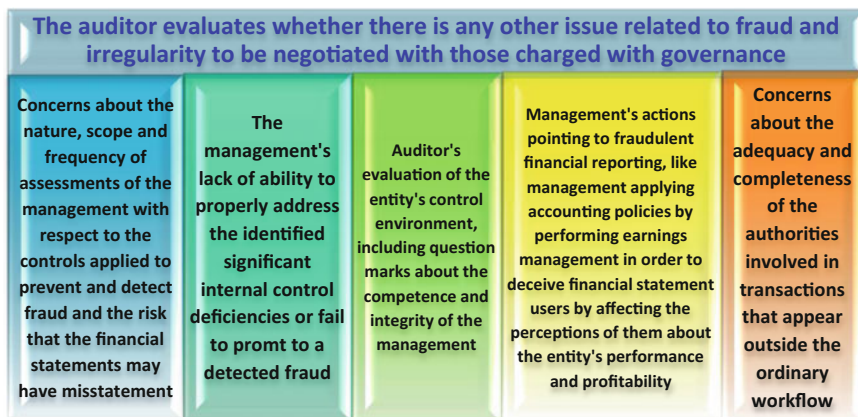 The auditor evaluates whether there is any other issue related to fraud and
irregularity to be negotiated with those charged with governance
Concerns about the
nature, scope and
frequency of
assessments of the
management with
respect to the
controls applied to
prevent and detect
fraud and the risk
that the financial
statements may
have misstatement
The
management's
lack of ability to
properly address
the identified
significant
internal control
deficiencies or fail
to promt to a
detected fraud
Auditor's
evaluation of the
entity's control
environment,
including question
marks about the
competence and
integrity of the
management
Management's actions
pointing to fraudulent
financial reporting, like
management applying
accounting policies by
performing earnings
management in order to
deceive financial statement
users by affecting the
perceptions of them about
the entity's performance
and profitability
Concerns
about the
adequacy and
completeness
of the
authorities
involved in
transactions
that appear
outside the
ordinary
workflow